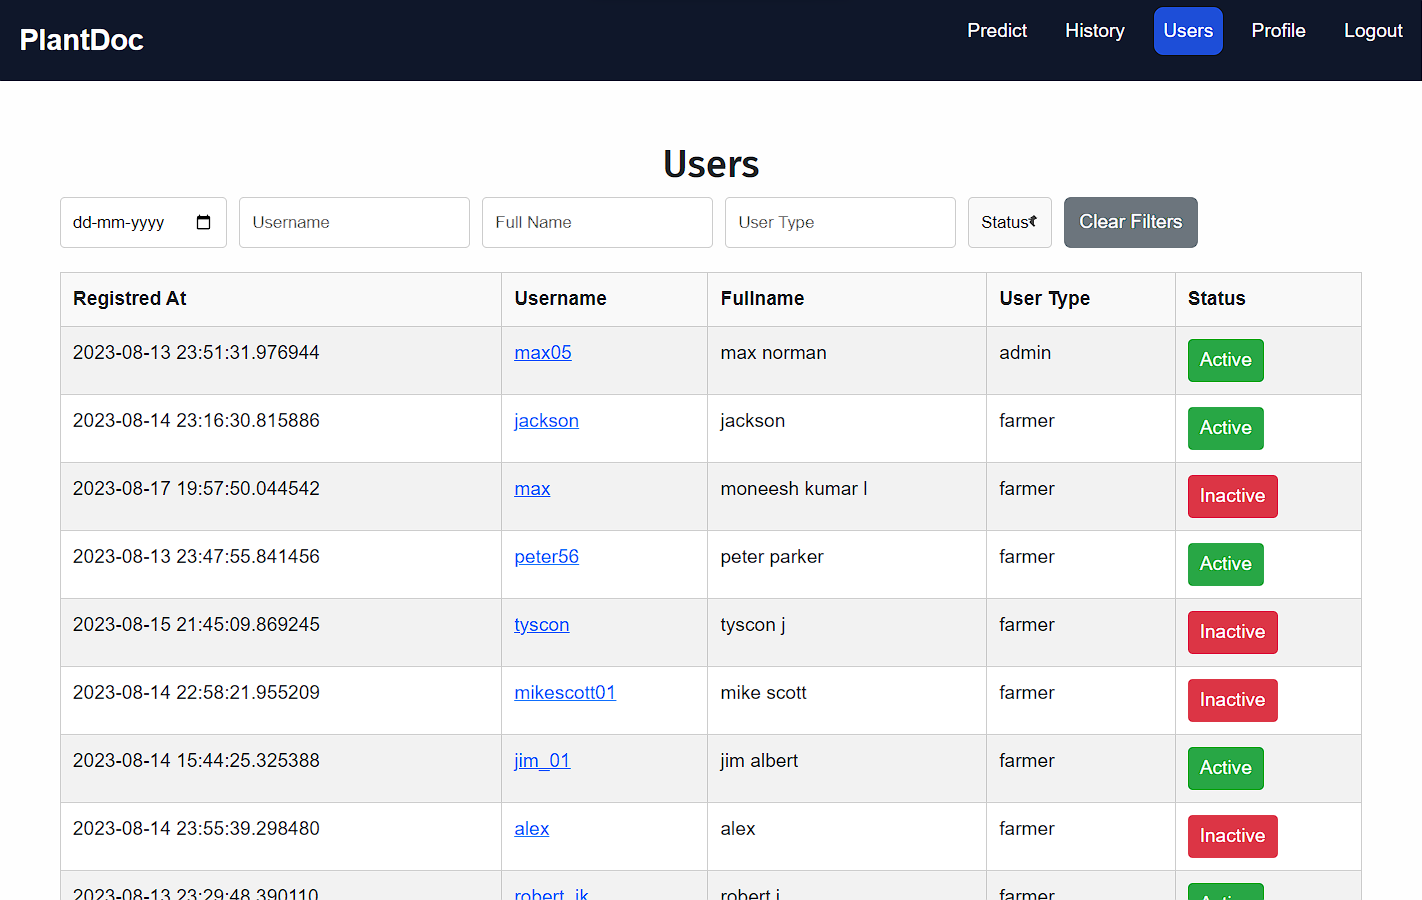 PlantDoc Predict History Users Profile Logout
Users
dd-mm-yyyy Username Full Name User Type Status Clear Filters
Registred At Username Fullname User Type Status
2023-08-13 23:51:31.976944 max05 max norman admin Active
2023-08-14 23:16:30.815886 jackson jackson farmer Active
2023-08-17 19:57:50.044542 max moneesh kumar l farmer Inactive
2023-08-13 23:47:55.841456 peter56 peter parker farmer Active
2023-08-15 21:45:09.869245 tyscon tyscon j farmer Inactive
2023-08-14 22:58:21.955209 mikescott01 mike scott farmer Inactive
2023-08-14 15:44:25.325388 jim_01 jim albert farmer Active
2023-08-14 23:55:39.298480 alex alex farmer Inactive
2023-08-13 23:29:48.390110 robert_jk robert j farmer Active